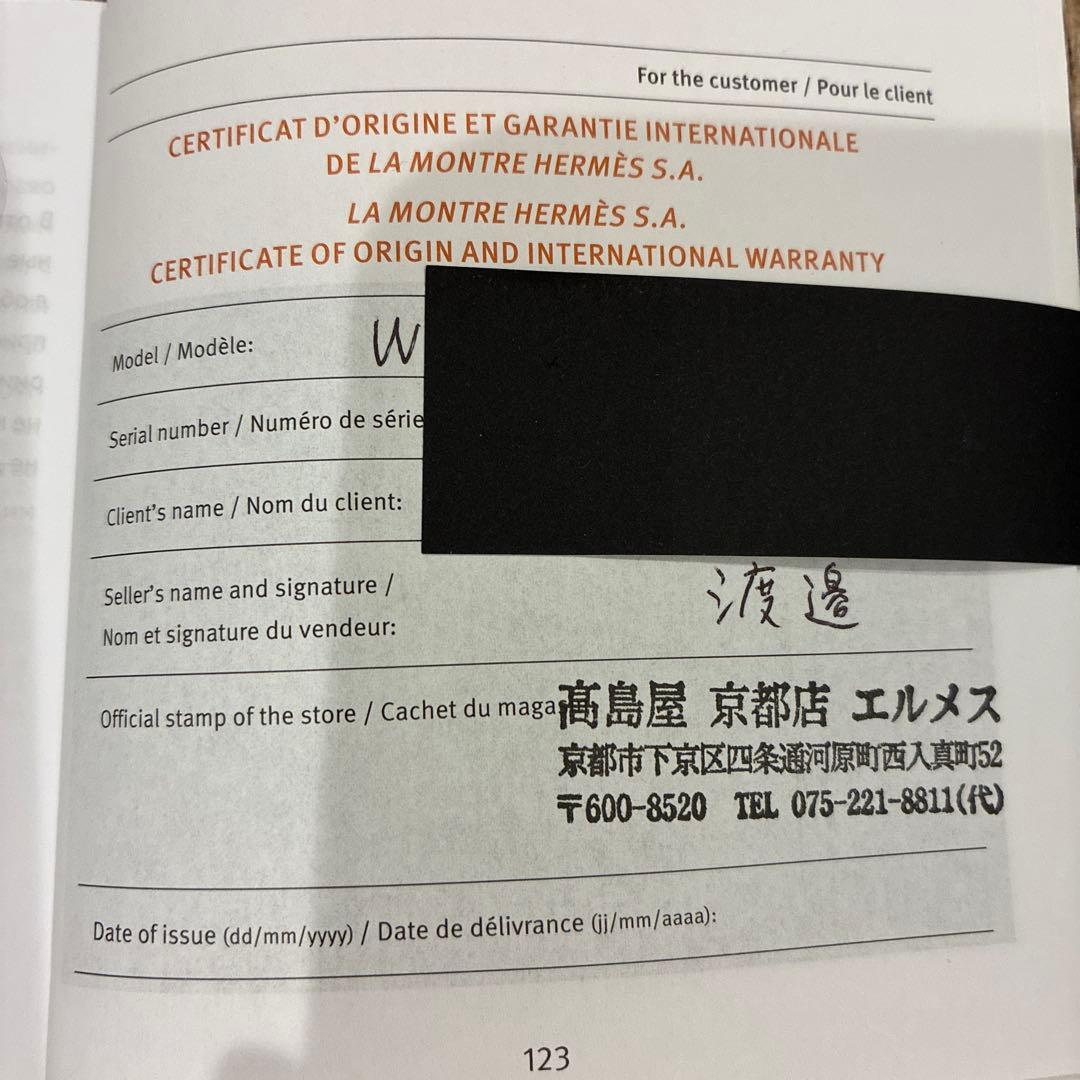 For the customer / Pour le client
CERTIFICAT D'ORIGINE ET GARANTIE INTERNATIONALE
DE LA MONTRE HERMÈS S.A.
LA MONTRE HERMÈS S.A.
CERTIFICATE OF ORIGIN AND INTERNATIONAL WARRANTY
Model / Modèle: W
Serial number / Numéro de série
Client's name / Nom du client:
Seller's name and signature /
Nom et signature du vendeur:
渡邉
Official stamp of the store / Cachet du maga
髙島屋 京都店 エルメス
京都市下京区四条通河原町西入真町52
〒600-8520 TEL 075-221-8811(代)
Date of issue (dd/mm/yyyy) / Date de délivrance (jj/mm/aaaa):
123